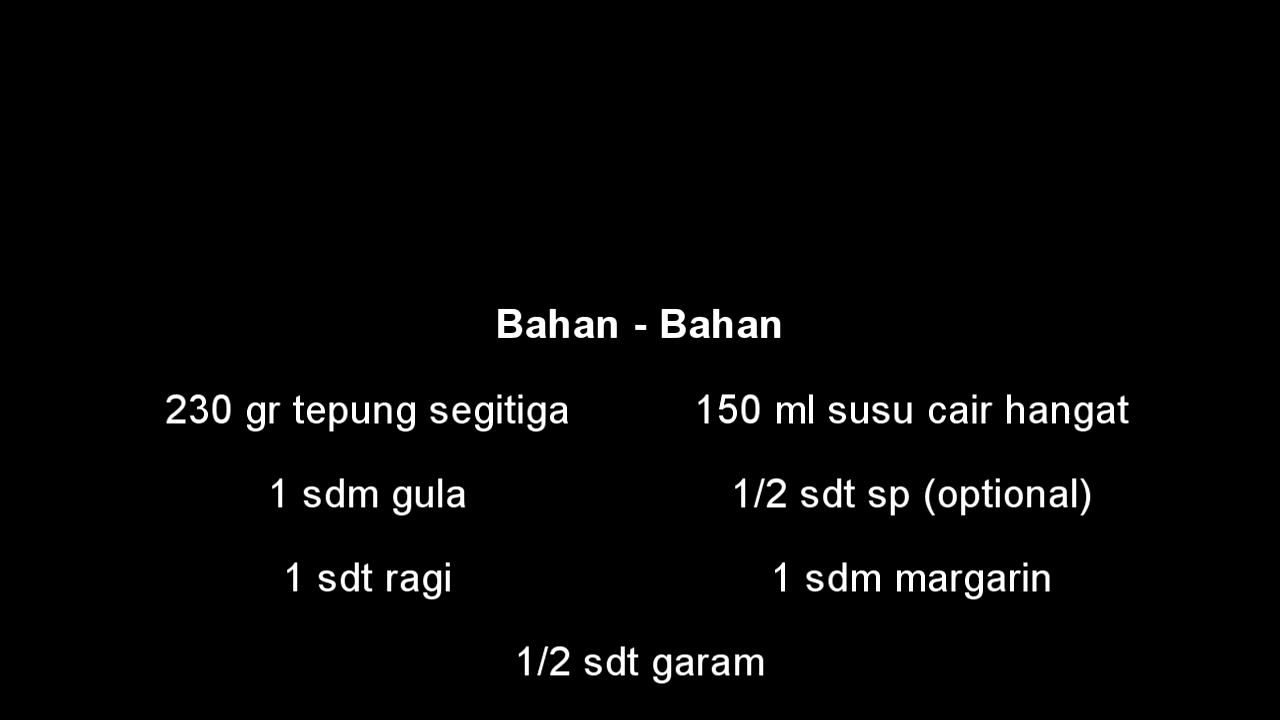 Bahan - Bahan
230 gr tepung segitiga
150 ml susu cair hangat
1 sdm gula
1/2 sdt sp (optional)
1 sdt ragi
1 sdm margarin
1/2 sdt garam